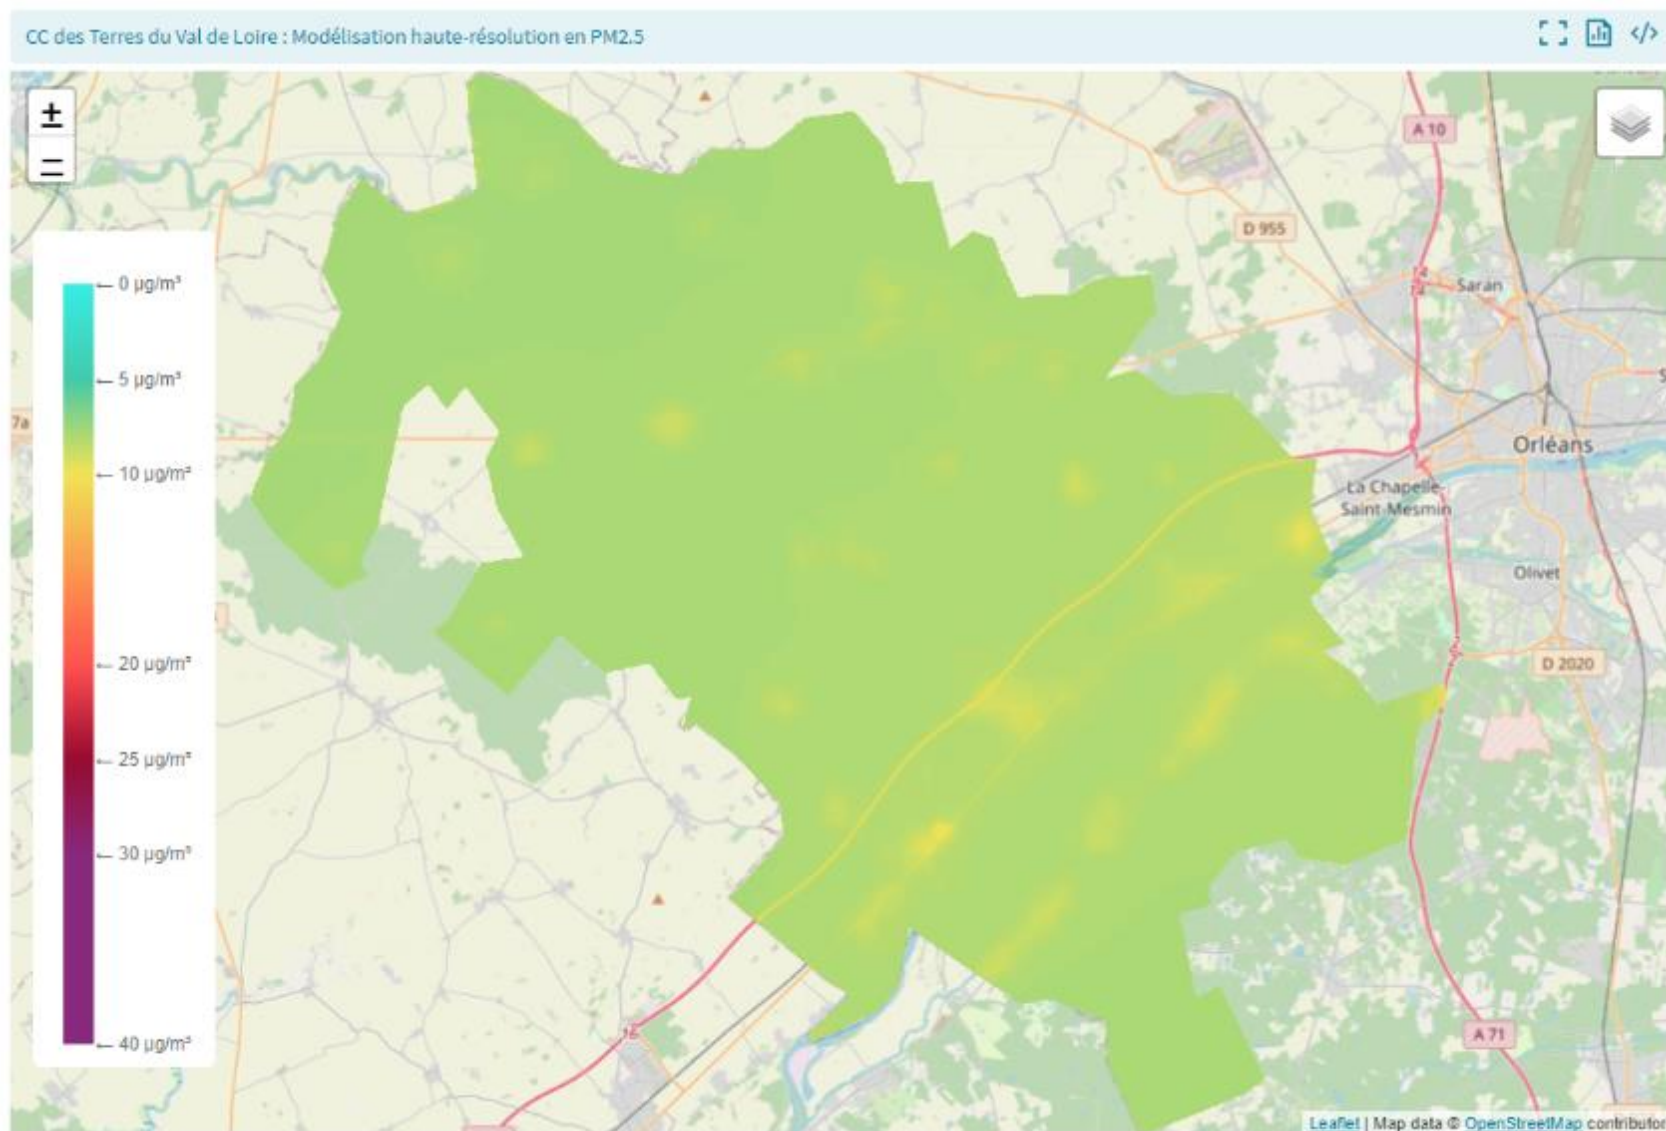 CC des Terres du Val de Loire : Modélisation haute-résolution en PM2.5
</>
+
A 10
D 955
0 µg/m³
Saran
5 µg/m³
7a
10 µg/m³
Orléans
La Chapelle-
Saint-Mesmin
Olivet
20 µg/m³
D 2020
25 µg/m³
30 µg/m³
16
A 71
40 µg/m³
Leaflet | Map data © OpenStreetMap contributor